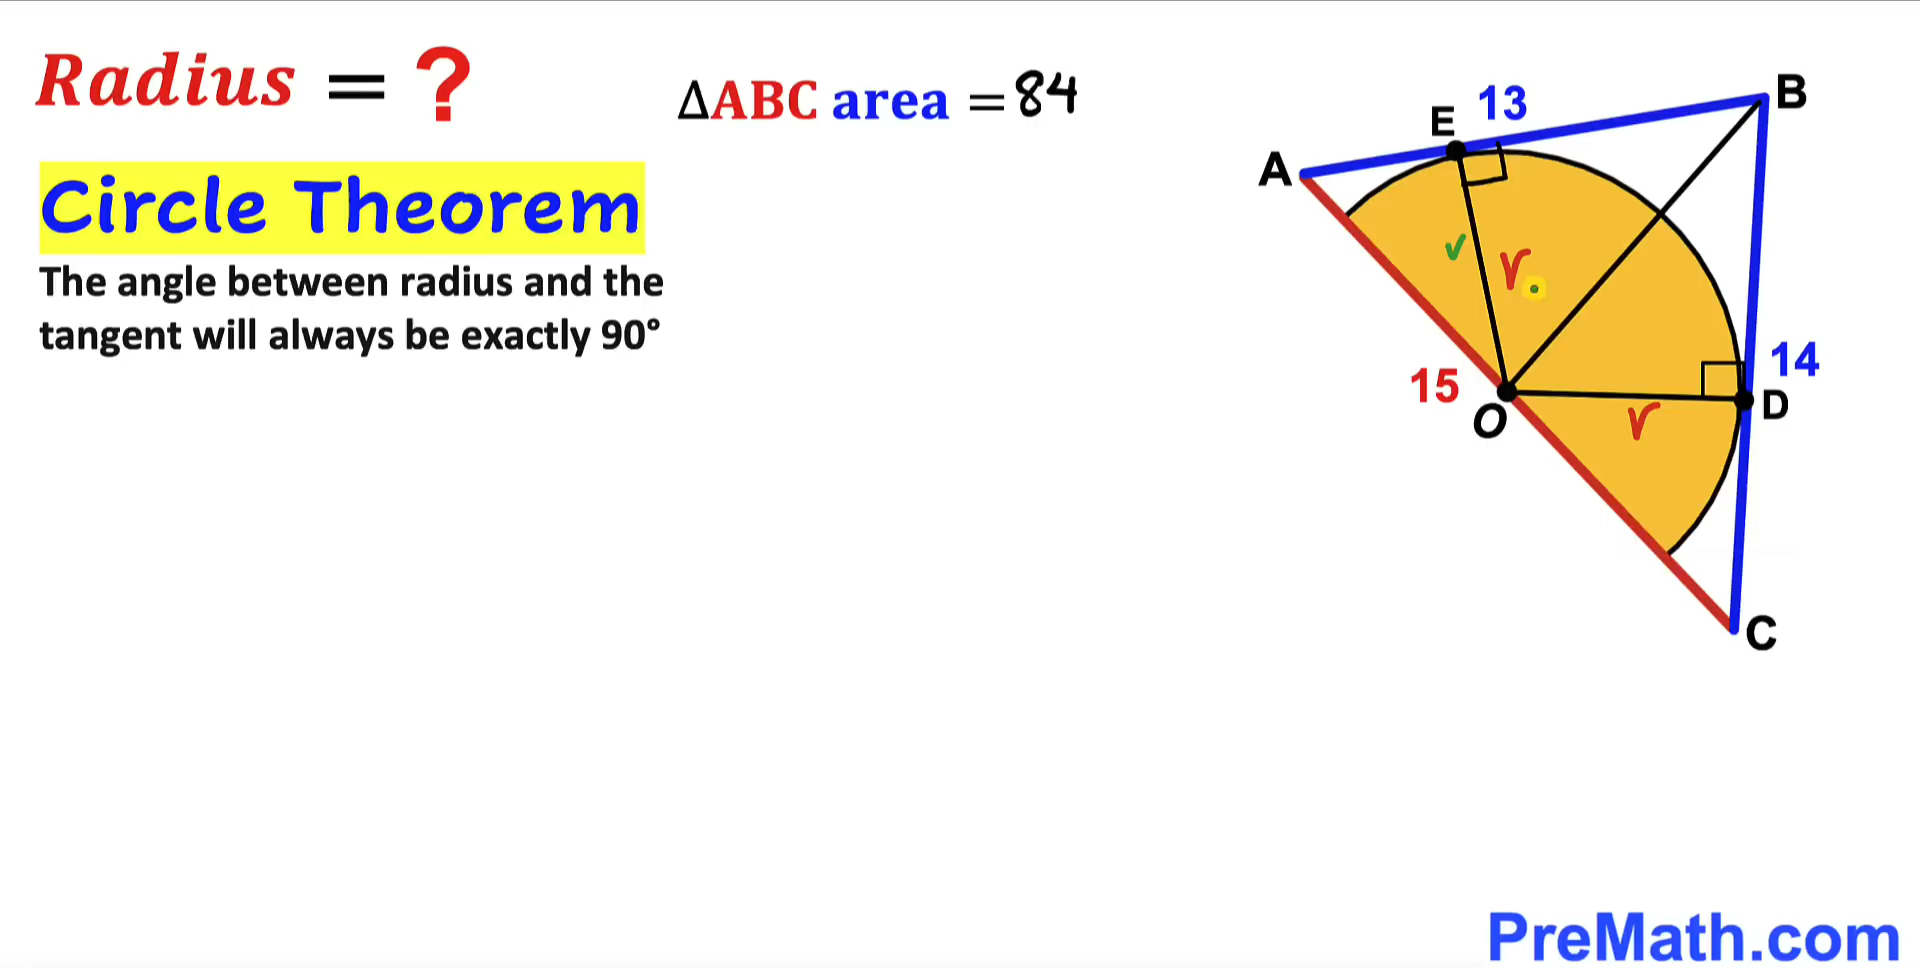 Radius = ?
ΔABC area = 84
Circle Theorem
The angle between radius and the
tangent will always be exactly 90°
A
E
13
B
r
15
O
r
14
D
C
PreMath.com